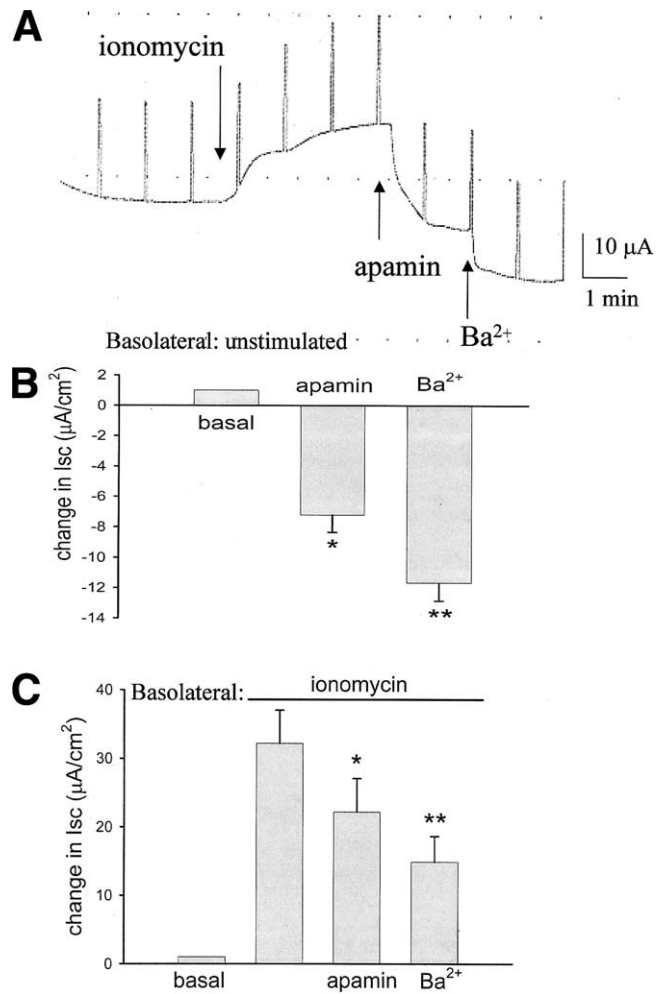 A
ionomycin
apamin
10 μA
1 min
Ba²⁺
Basolateral: unstimulated
B
change in Isc (μA/cm²)
2
0
-2
-4
-6
-8
-10
-12
-14
basal
apamin
Ba²⁺
*
**
C
Basolateral: ionomycin
change in Isc (μA/cm²)
40
30
20
10
0
*
**
basal
apamin
Ba²⁺